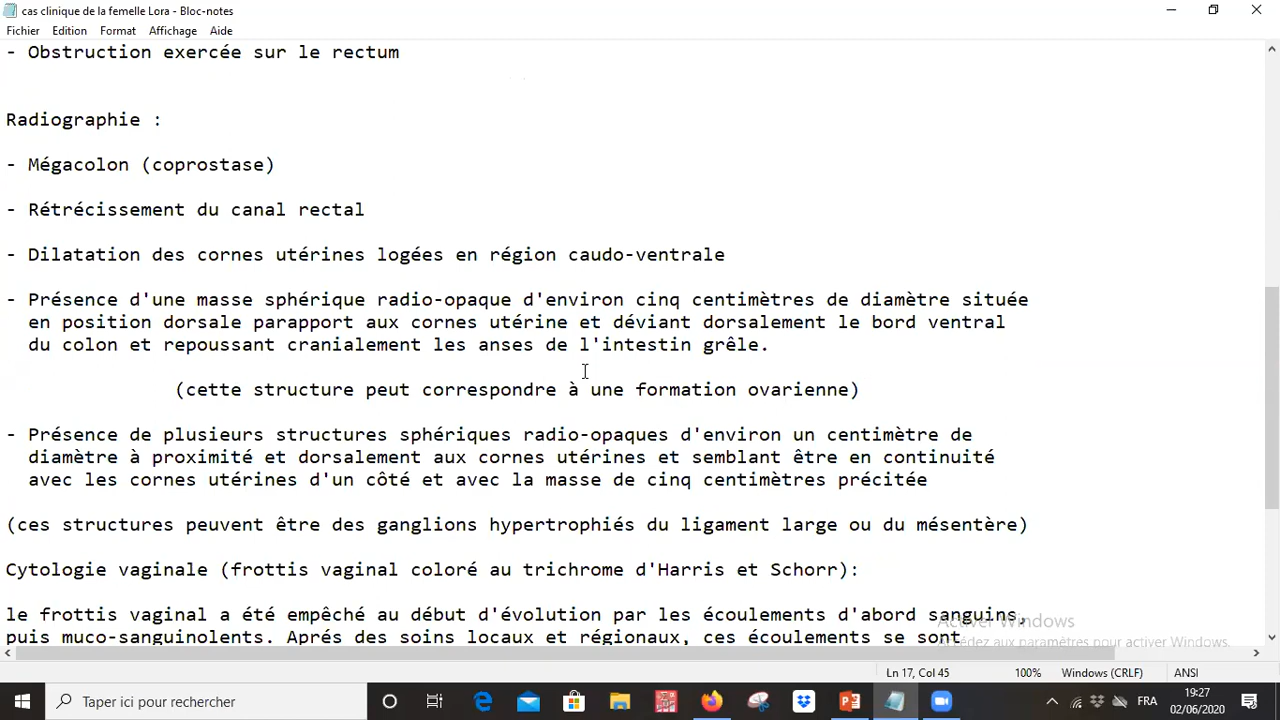 cas clinique de la femelle Lora - Bloc-notes
Fichier Edition Format Affichage Aide
- Obstruction exercée sur le rectum
Radiographie :
- Mégacolon (coprostase)
- Rétrécissement du canal rectal
- Dilatation des cornes utérines logées en région caudo-ventrale
- Présence d'une masse sphérique radio-opaque d'environ cinq centimètres de diamètre située
en position dorsale parapport aux cornes utérine et déviant dorsalement le bord ventral
du colon et repoussant cranialement les anses de l'intestin grêle.
(cette structure peut correspondre à une formation ovarienne)
- Présence de plusieurs structures sphériques radio-opaques d'environ un centimètre de
diamètre à proximité et dorsalement aux cornes utérines et semblant être en continuité
avec les cornes utérines d'un côté et avec la masse de cinq centimètres précitée
(ces structures peuvent être des ganglions hypertrophiés du ligament large ou du mésentère)
Cytologie vaginale (frottis vaginal coloré au trichrome d'Harris et Schorr):
le frottis vaginal a été empêché au début d'évolution par les écoulements d'abord sanguins,
puis muco-sanguinolents. Aprés des soins locaux et régionaux, ces écoulements se sont
Activer Windows
Accédez aux paramètres pour activer Windows.
Ln 17, Col 45 100% Windows (CRLF) ANSI
Taper ici pour rechercher
FRA
19:27
02/06/2020